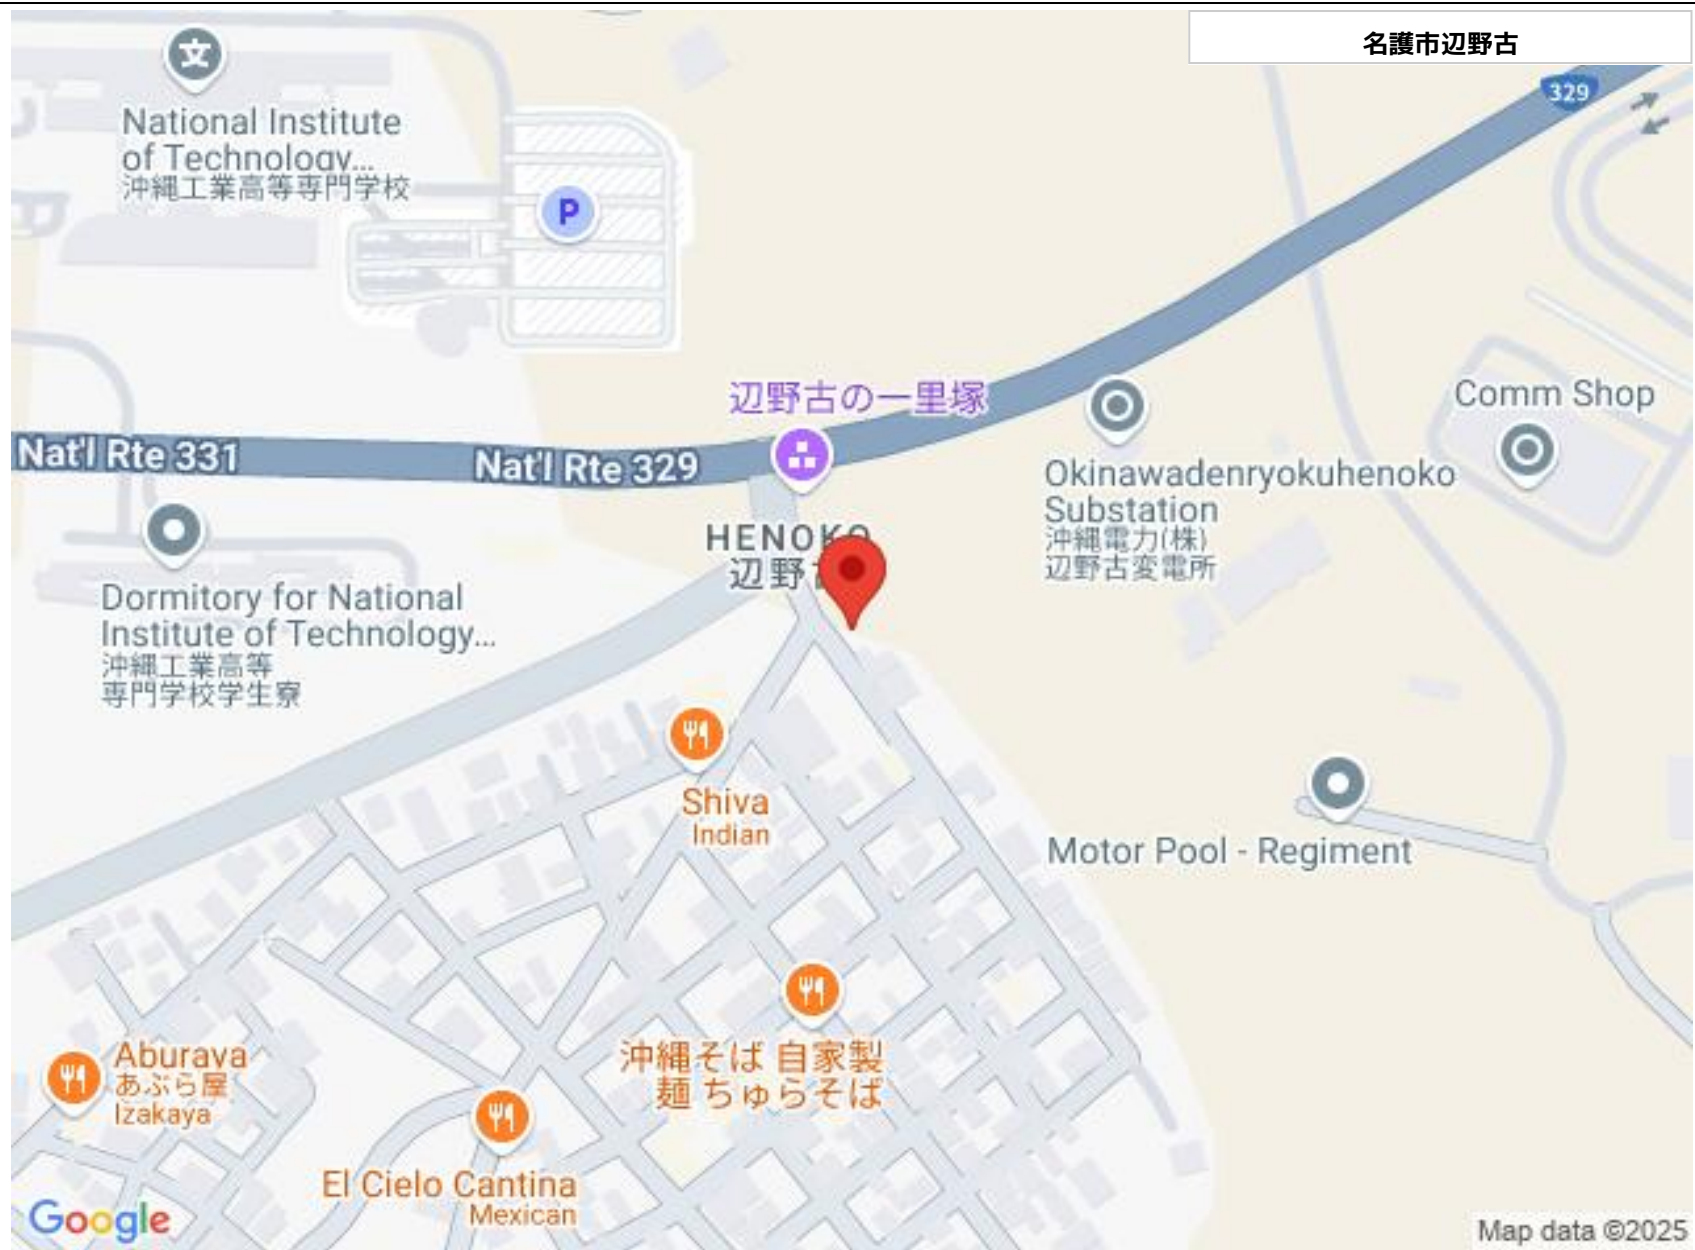 名護市辺野古
329
National Institute
of Technology...
沖縄工業高等専門学校
P
辺野古の一里塚
Comm Shop
Nat'l Rte 331
Nat'l Rte 329
Okinawadenryokuhenoko
Substation
沖縄電力(株)
辺野古変電所
HENOKO
辺野古
Dormitory for National
Institute of Technology...
沖縄工業高等
専門学校学生寮
Shiva
Indian
Motor Pool - Regiment
沖縄そば 自家製
麺 ちゅらそば
Aburaya
あぶら屋
Izakaya
El Cielo Cantina
Mexican
Google
Map data ©2025